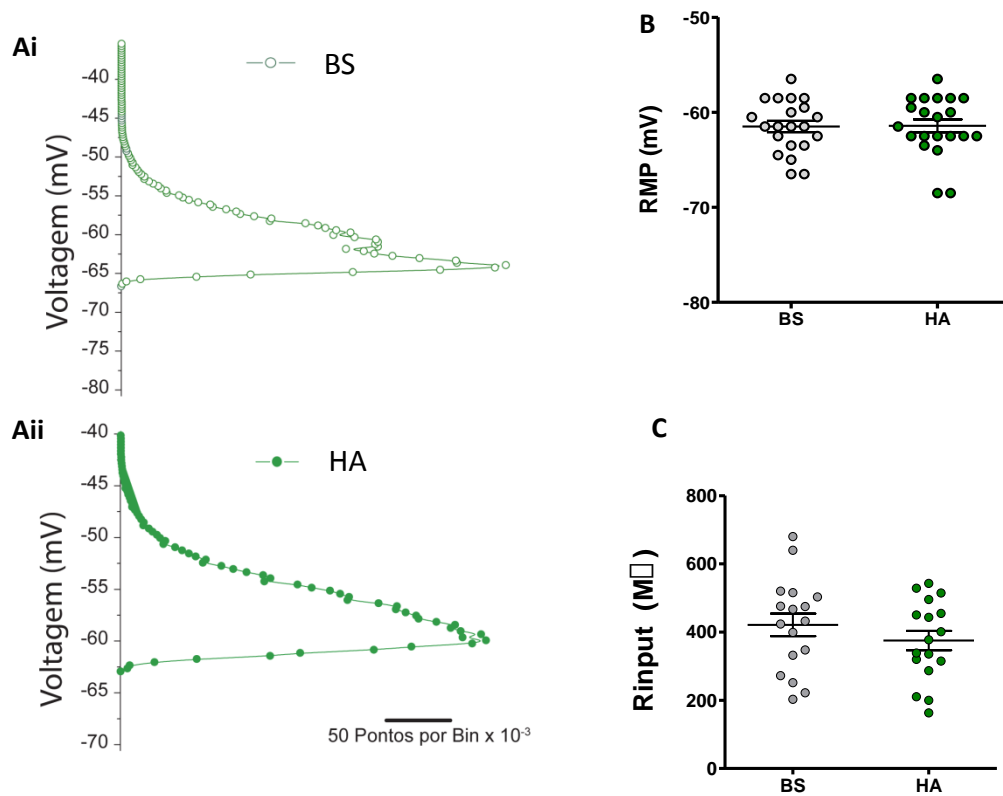 Ai
BS
Voltagem (mV)
-40
-45
-50
-55
-60
-65
-70
-75
-80
Aii
HA
Voltagem (mV)
-40
-45
-50
-55
-60
-65
-70
50 Pontos por Bin x 10⁻³
B
RMP (mV)
-50
-60
-70
-80
BS
HA
C
Rinput (M□)
800
600
400
200
0
BS
HA